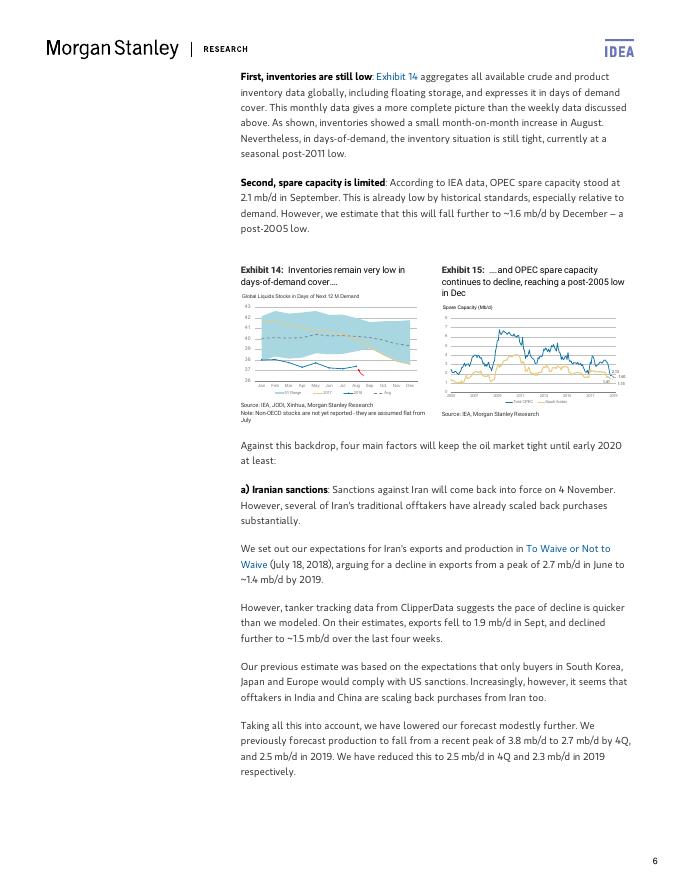 Morgan Stanley | RESEARCH
IDEA
First, inventories are still low: Exhibit 14 aggregates all available crude and product
inventory data globally, including floating storage, and expresses it in days of demand
cover. This monthly data gives a more complete picture than the weekly data discussed
above. As shown, inventories showed a small month-on-month increase in August.
Nevertheless, in days-of-demand, the inventory situation is still tight, currently at a
seasonal post-2011 low.
Second, spare capacity is limited: According to IEA data, OPEC spare capacity stood at
2.1 mb/d in September. This is already low by historical standards, especially relative to
demand. However, we estimate that this will fall further to ~1.6 mb/d by December – a
post-2005 low.
Exhibit 14: Inventories remain very low in
days-of-demand cover....
Global Liquids Stocks in Days of Next 12 M Demand
43
42
41
40
39
38
37
36
Jan Feb Mar Apr May Jun Jul Aug Sep Oct Nov Dec
2017 2018 Avg
Source: IEA, JODI, Xinhua, Morgan Stanley Research
Note: Non-OECD stocks are not yet reported - they are assumed flat from
July
Exhibit 15: ....and OPEC spare capacity
continues to decline, reaching a post-2005 low
in Dec
Spare Capacity (Mb/d)
8
7
6
5
4
3
2
1
0
Total OPEC Saudi Arabia
Source: IEA, Morgan Stanley Research
Against this backdrop, four main factors will keep the oil market tight until early 2020
at least:
a) Iranian sanctions: Sanctions against Iran will come back into force on 4 November.
However, several of Iran's traditional offtakers have already scaled back purchases
substantially.
We set out our expectations for Iran's exports and production in To Waive or Not to
Waive (July 18, 2018), arguing for a decline in exports from a peak of 2.7 mb/d in June to
~1.4 mb/d by 2019.
However, tanker tracking data from ClipperData suggests the pace of decline is quicker
than we modeled. On their estimates, exports fell to 1.9 mb/d in Sept, and declined
further to ~1.5 mb/d over the last four weeks.
Our previous estimate was based on the expectations that only buyers in South Korea,
Japan and Europe would comply with US sanctions. Increasingly, however, it seems that
offtakers in India and China are scaling back purchases from Iran too.
Taking all this into account, we have lowered our forecast modestly further. We
previously forecast production to fall from a recent peak of 3.8 mb/d to 2.7 mb/d by 4Q,
and 2.5 mb/d in 2019. We have reduced this to 2.5 mb/d in 4Q and 2.3 mb/d in 2019
respectively.
6